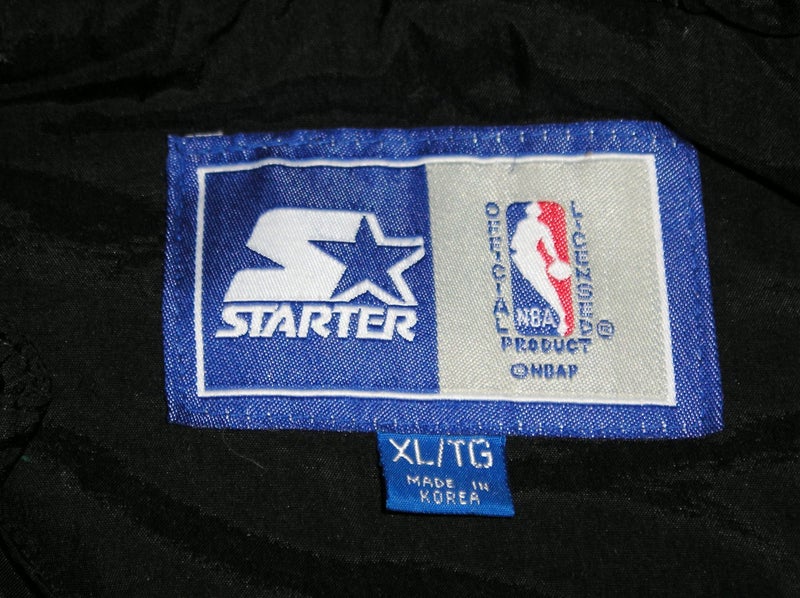 STARTER
OFFICIAL
LICENSED
NBA
PRODUCT ®
©NBAP
XL/TG
MADE IN
KOREA